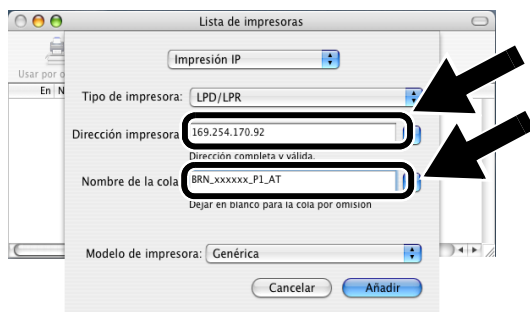 Lista de impresoras
Impresión IP
Usar por o
En N
Tipo de impresora: LPD/LPR
Dirección impresora 169.254.170.92
Dirección completa y válida.
Nombre de la cola BRN_xxxxxx_P1_AT
Dejar en blanco para la cola por omisión
Modelo de impresora: Genérica
Cancelar Añadir